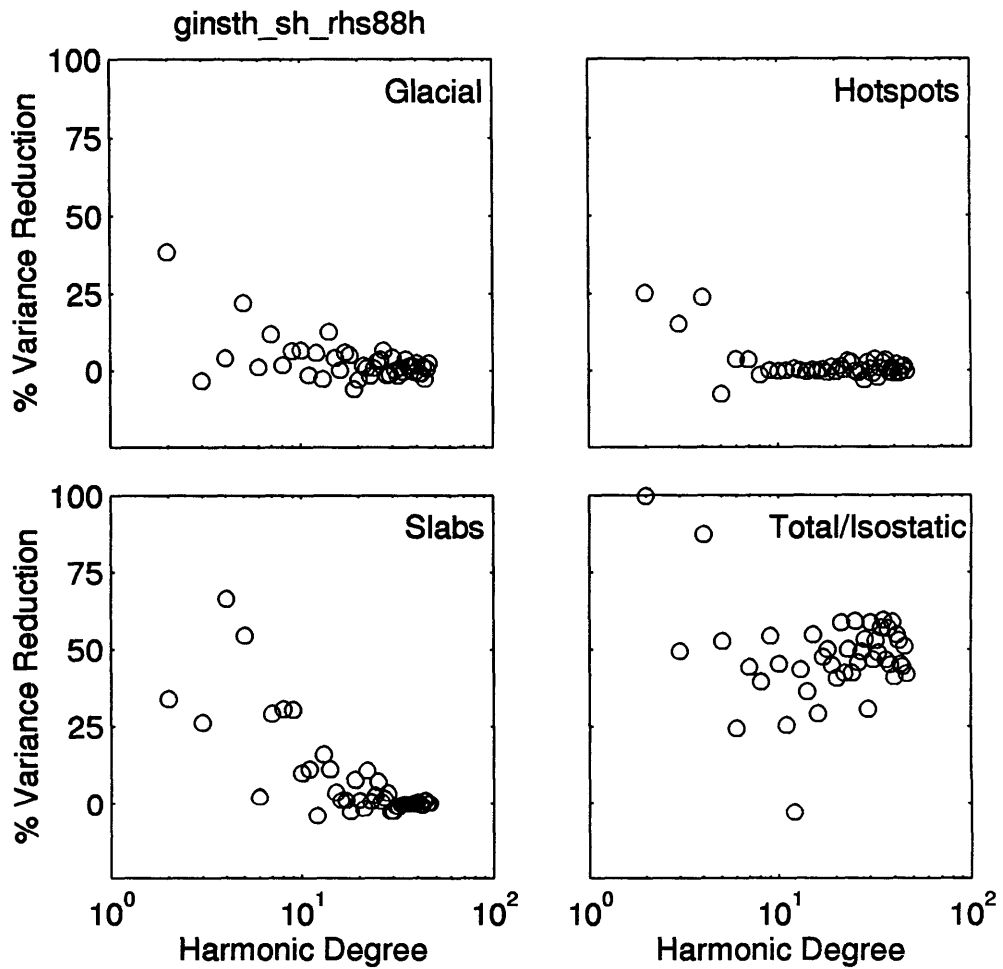 ginsth_sh_rhs88h
100
75
50
25
0
% Variance Reduction
Glacial
Hotspots
100
75
50
25
0
% Variance Reduction
Slabs
Total/Isostatic
10^0
10^1
10^2
Harmonic Degree
10^0
10^1
10^2
Harmonic Degree